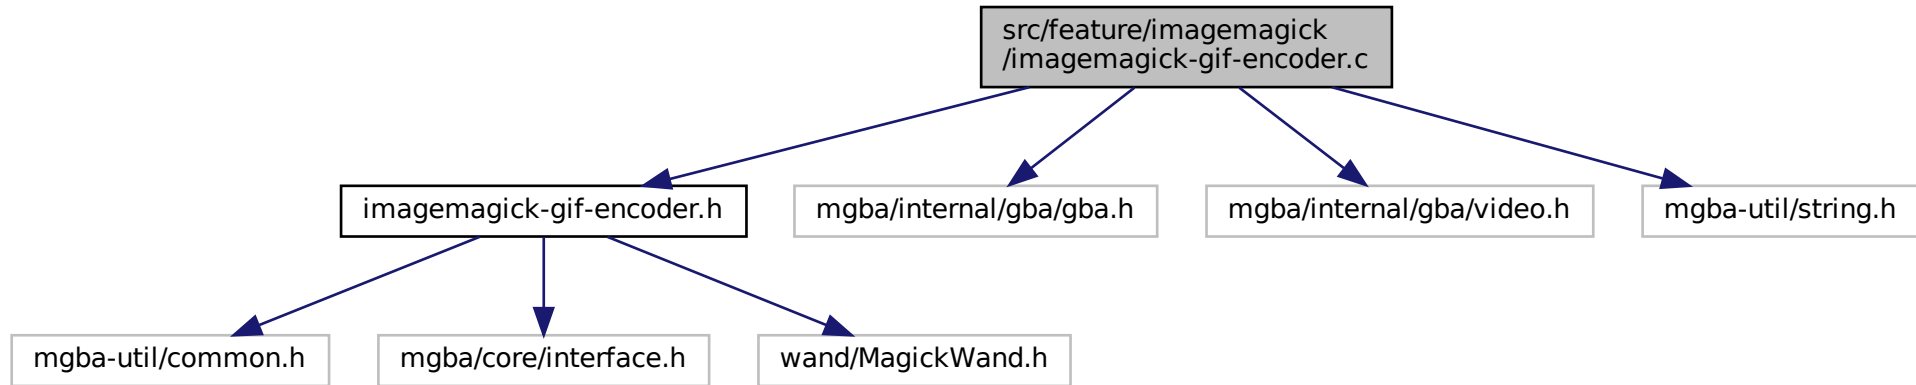 src/feature/imagemagick
/imagemagick-gif-encoder.c
imagemagick-gif-encoder.h
mgba/internal/gba/gba.h
mgba/internal/gba/video.h
mgba-util/string.h
mgba-util/common.h
mgba/core/interface.h
wand/MagickWand.h